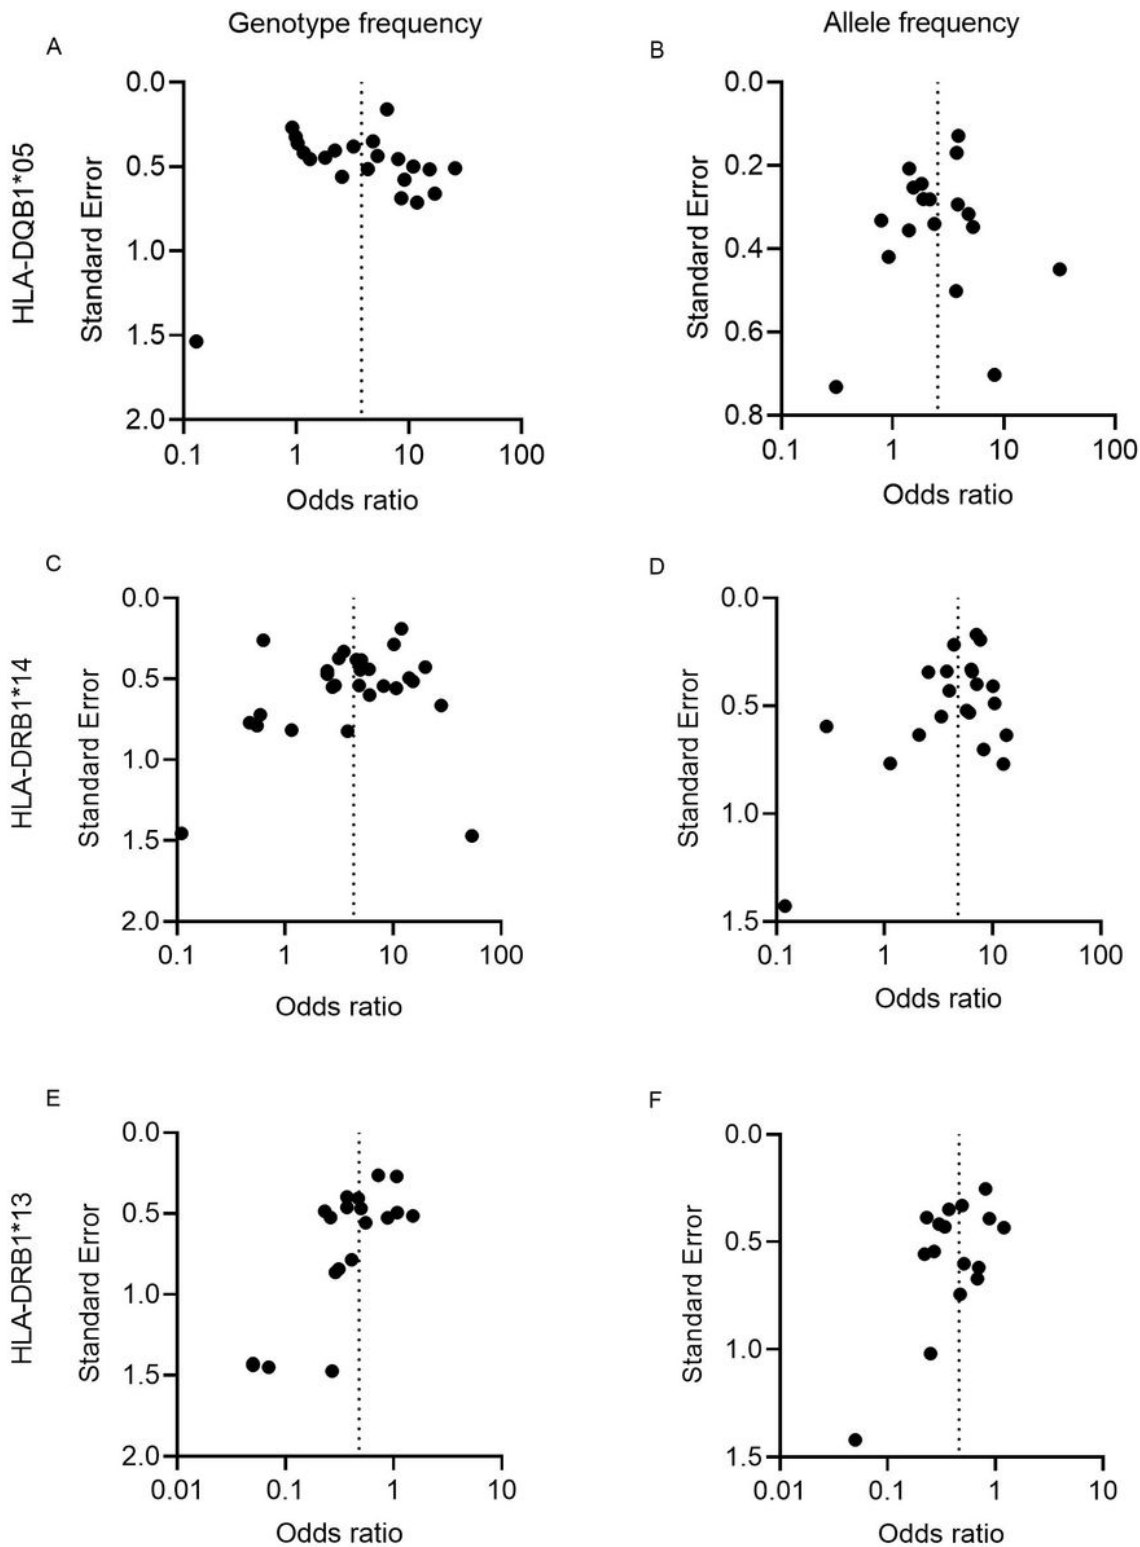 Genotype frequency
Allele frequency
A
B
HLA-DQB1*05
Standard Error
0.0
0.5
1.0
1.5
2.0
0.1
1
10
100
Odds ratio
Standard Error
0.0
0.2
0.4
0.6
0.8
0.1
1
10
100
Odds ratio
C
D
HLA-DRB1*14
Standard Error
0.0
0.5
1.0
1.5
2.0
0.1
1
10
100
Odds ratio
Standard Error
0.0
0.5
1.0
1.5
0.1
1
10
100
Odds ratio
E
F
HLA-DRB1*13
Standard Error
0.0
0.5
1.0
1.5
2.0
0.01
0.1
1
10
Odds ratio
Standard Error
0.0
0.5
1.0
1.5
0.01
0.1
1
10
Odds ratio